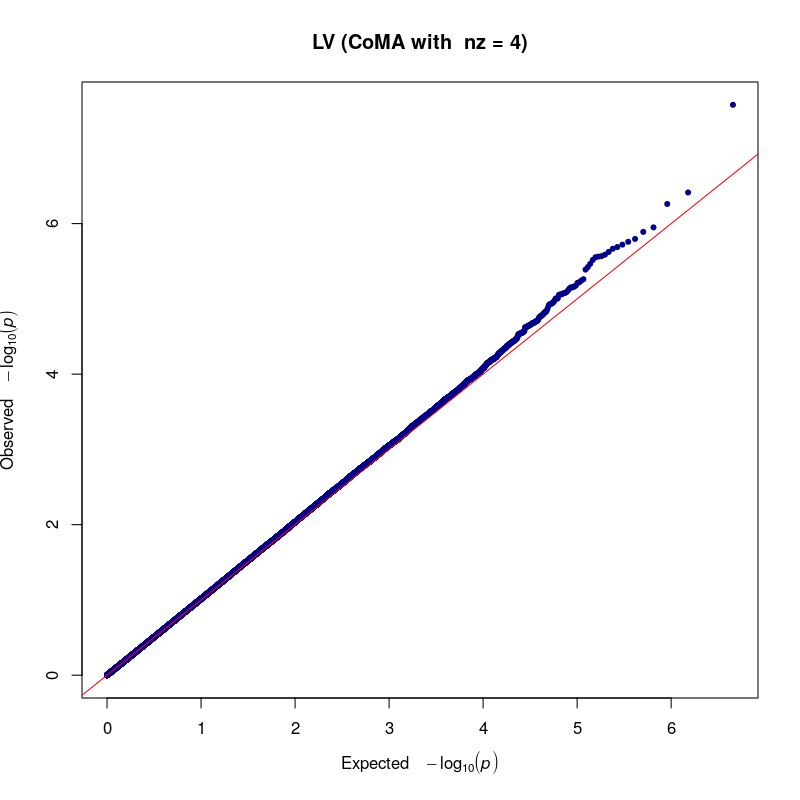 LV (CoMA with  nz = 4)
Observed   −log10(p)
6
4
2
0
0 1 2 3 4 5 6
Expected   −log10(p)